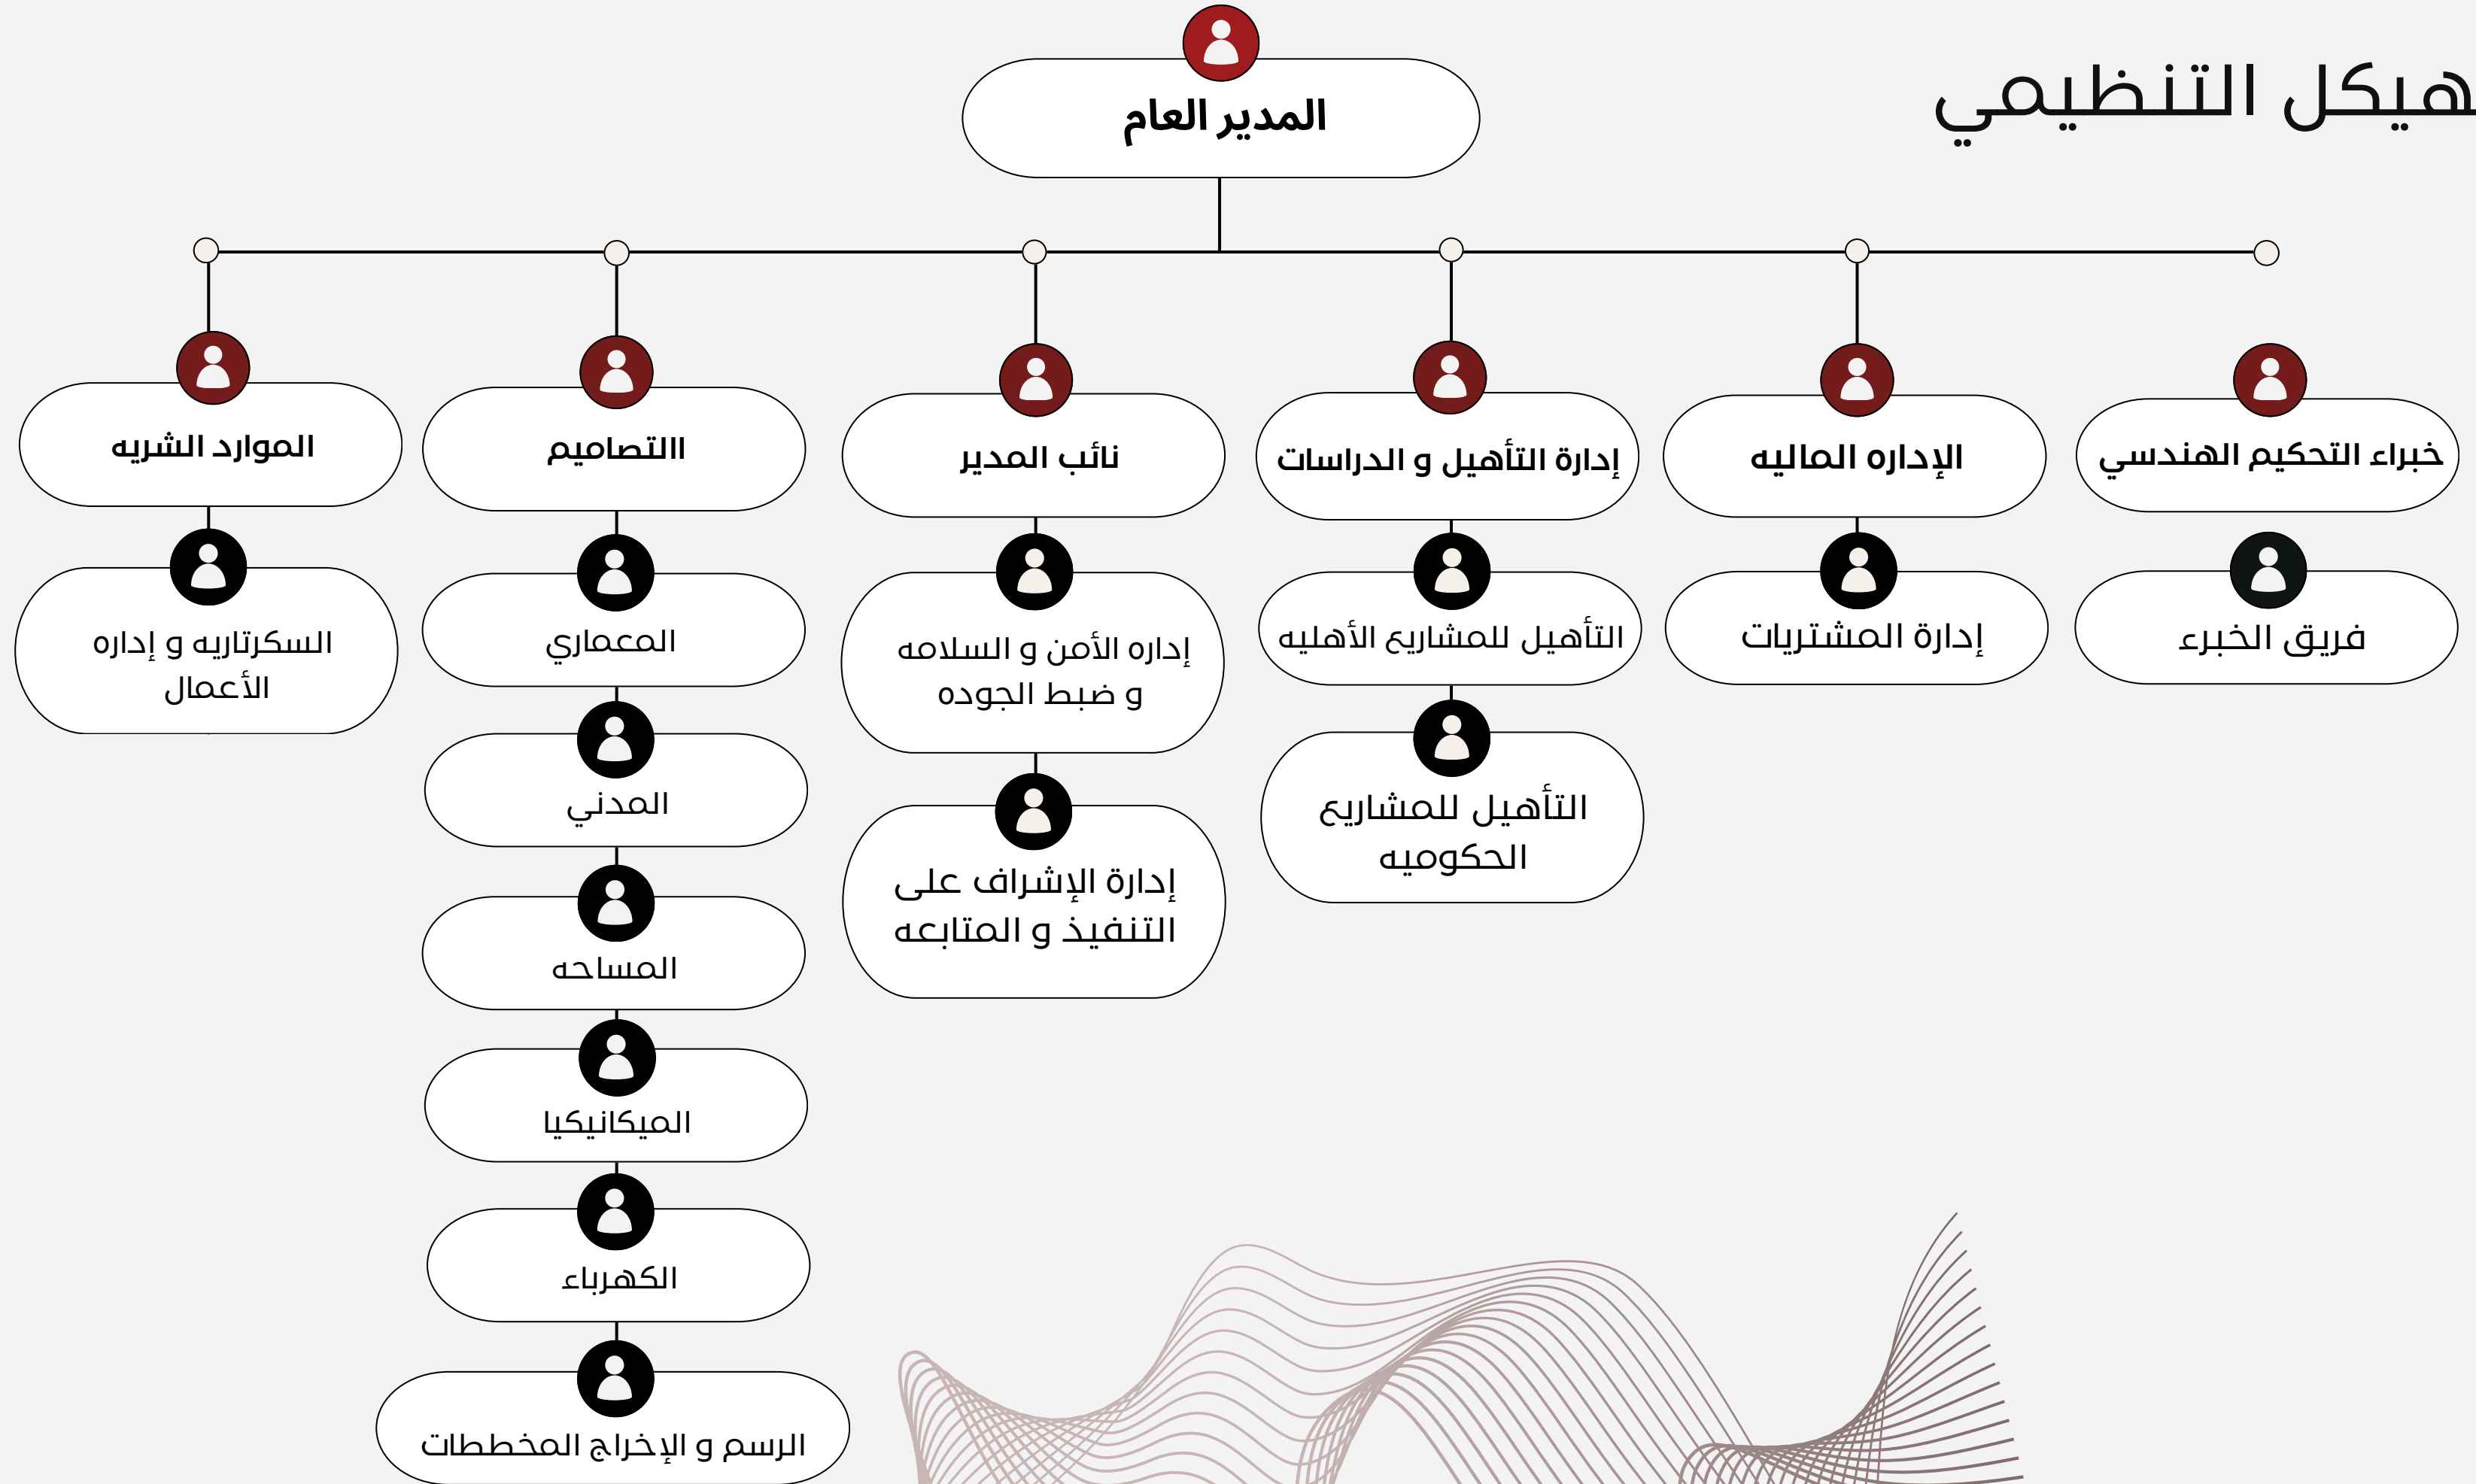 هيكل التنظيمي
المدير العام
خبراء التحكيم الهندسي
فريق الخبرء
الإداره الماليه
إدارة المشتريات
إدارة التأهيل و الدراسات
التأهيل للمشاريع الأهليه
التأهيل للمشاريع
الحكوميه
نائب المدير
إداره الأمن و السلامه
و ضبط الجوده
إدارة الإشراف على
التنفيذ و المتابعه
االتصاميم
المعماري
المدني
المساحه
الميكانيكيا
الكهرباء
الرسم و الإخراج المخططات
الموارد الشريه
السكرتاريه و إداره
الأعمال